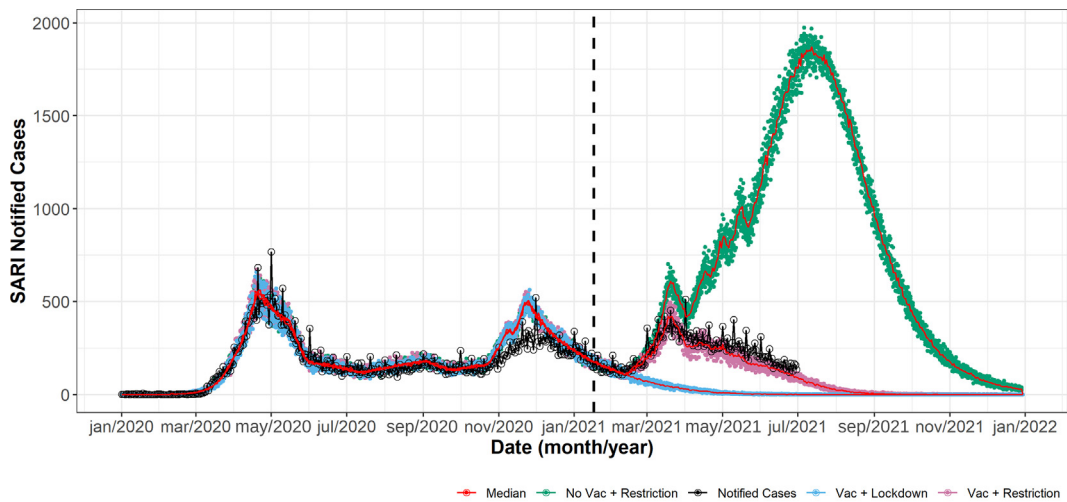 2000
1500
1000
500
0
SARI Notified Cases
jan/2020 mar/2020 may/2020 jul/2020 sep/2020 nov/2020 jan/2021 mar/2021 may/2021 jul/2021 sep/2021 nov/2021 jan/2022
Date (month/year)
Median No Vac + Restriction Notified Cases Vac + Lockdown Vac + Restriction